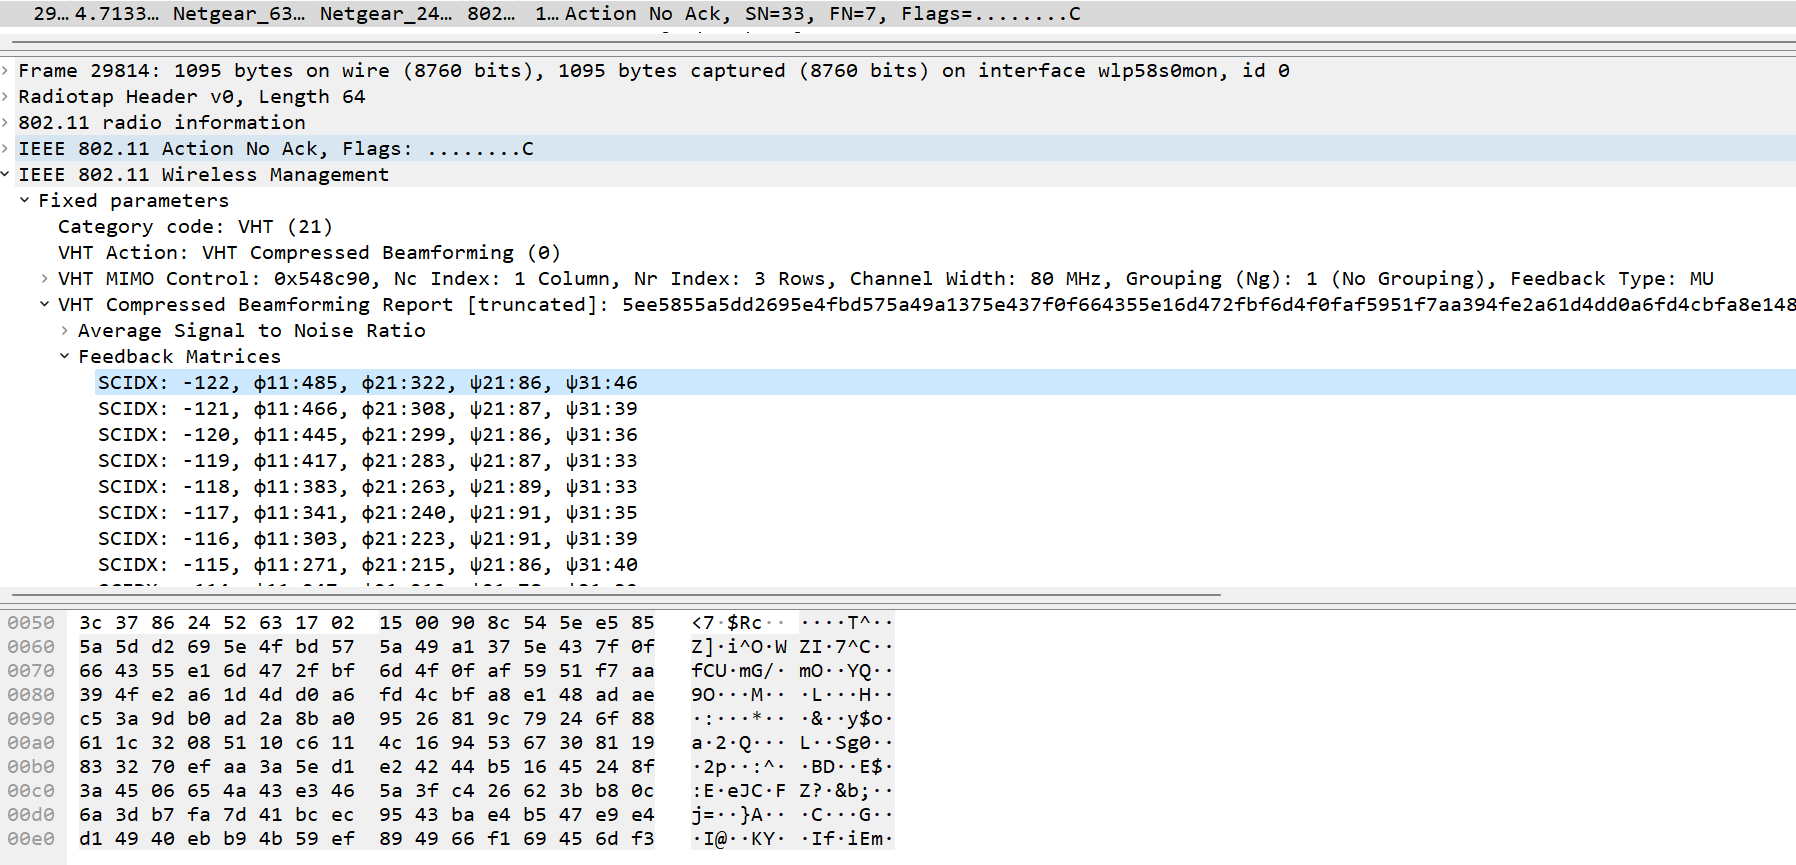 29… 4.7133… Netgear_63… Netgear_24… 802… 1… Action No Ack, SN=33, FN=7, Flags=........C
Frame 29814: 1095 bytes on wire (8760 bits), 1095 bytes captured (8760 bits) on interface wlp58s0mon, id 0
Radiotap Header v0, Length 64
802.11 radio information
IEEE 802.11 Action No Ack, Flags: ........C
IEEE 802.11 Wireless Management
Fixed parameters
Category code: VHT (21)
VHT Action: VHT Compressed Beamforming (0)
VHT MIMO Control: 0x548c90, Nc Index: 1 Column, Nr Index: 3 Rows, Channel Width: 80 MHz, Grouping (Ng): 1 (No Grouping), Feedback Type: MU
VHT Compressed Beamforming Report [truncated]: 5ee5855a5dd2695e4fbd575a49a1375e437f0f664355e16d472fbf6d4f0faf5951f7aa394fe2a61d4dd0a6fd4cbfa8e148
Average Signal to Noise Ratio
Feedback Matrices
SCIDX: -122, φ11:485, φ21:322, ψ21:86, ψ31:46
SCIDX: -121, φ11:466, φ21:308, ψ21:87, ψ31:39
SCIDX: -120, φ11:445, φ21:299, ψ21:86, ψ31:36
SCIDX: -119, φ11:417, φ21:283, ψ21:87, ψ31:33
SCIDX: -118, φ11:383, φ21:263, ψ21:89, ψ31:33
SCIDX: -117, φ11:341, φ21:240, ψ21:91, ψ31:35
SCIDX: -116, φ11:303, φ21:223, ψ21:91, ψ31:39
SCIDX: -115, φ11:271, φ21:215, ψ21:86, ψ31:40
0050 3c 37 86 24 52 63 17 02 15 00 90 8c 54 5e e5 85 <7·$Rc·· ····T^··
0060 5a 5d d2 69 5e 4f bd 57 5a 49 a1 37 5e 43 7f 0f Z]·i^O·W ZI·7^C··
0070 66 43 55 e1 6d 47 2f bf 6d 4f 0f af 59 51 f7 aa fCU·mG/· mO··YQ··
0080 39 4f e2 a6 1d 4d d0 a6 fd 4c bf a8 e1 48 ad ae 9O···M·· ·L···H··
0090 c5 3a 9d b0 ad 2a 8b a0 95 26 81 9c 79 24 6f 88 ·:···*·· ·&··y$o·
00a0 61 1c 32 08 51 10 c6 11 4c 16 94 53 67 30 81 19 a·2·Q··· L··Sg0··
00b0 83 32 70 ef aa 3a 5e d1 e2 42 44 b5 16 45 24 8f ·2p··:^· ·BD··E$·
00c0 3a 45 06 65 4a 43 e3 46 5a 3f c4 26 62 3b b8 0c :E·eJC·F Z?·&b;··
00d0 6a 3d b7 fa 7d 41 bc ec 95 43 ba e4 b5 47 e9 e4 j=··}A·· ·C···G··
00e0 d1 49 40 eb b9 4b 59 ef 89 49 66 f1 69 45 6d f3 ·I@··KY· ·If·iEm·